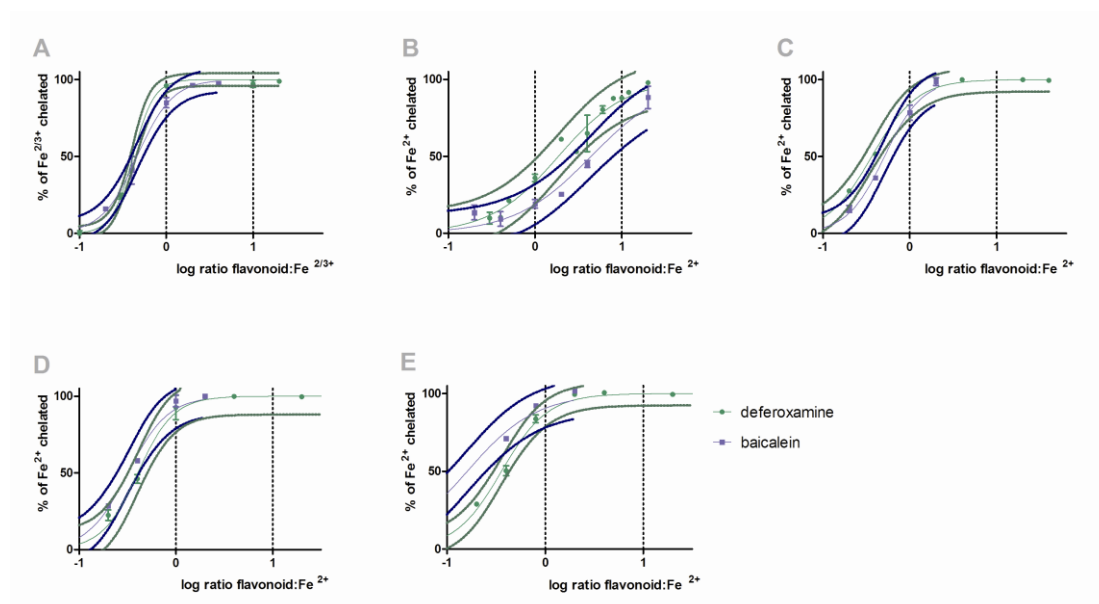 A
% of Fe 2/3+ chelated
100
50
0
-1 0 1
log ratio flavonoid:Fe 2/3+
B
% of Fe 2+ chelated
100
50
0
-1 0 1
log ratio flavonoid:Fe 2+
C
% of Fe 2+ chelated
100
50
0
-1 0 1
log ratio flavonoid:Fe 2+
D
% of Fe 2+ chelated
100
50
0
-1 0 1
log ratio flavonoid:Fe 2+
E
% of Fe 2+ chelated
100
50
0
-1 0 1
log ratio flavonoid:Fe 2+
deferoxamine
baicalein